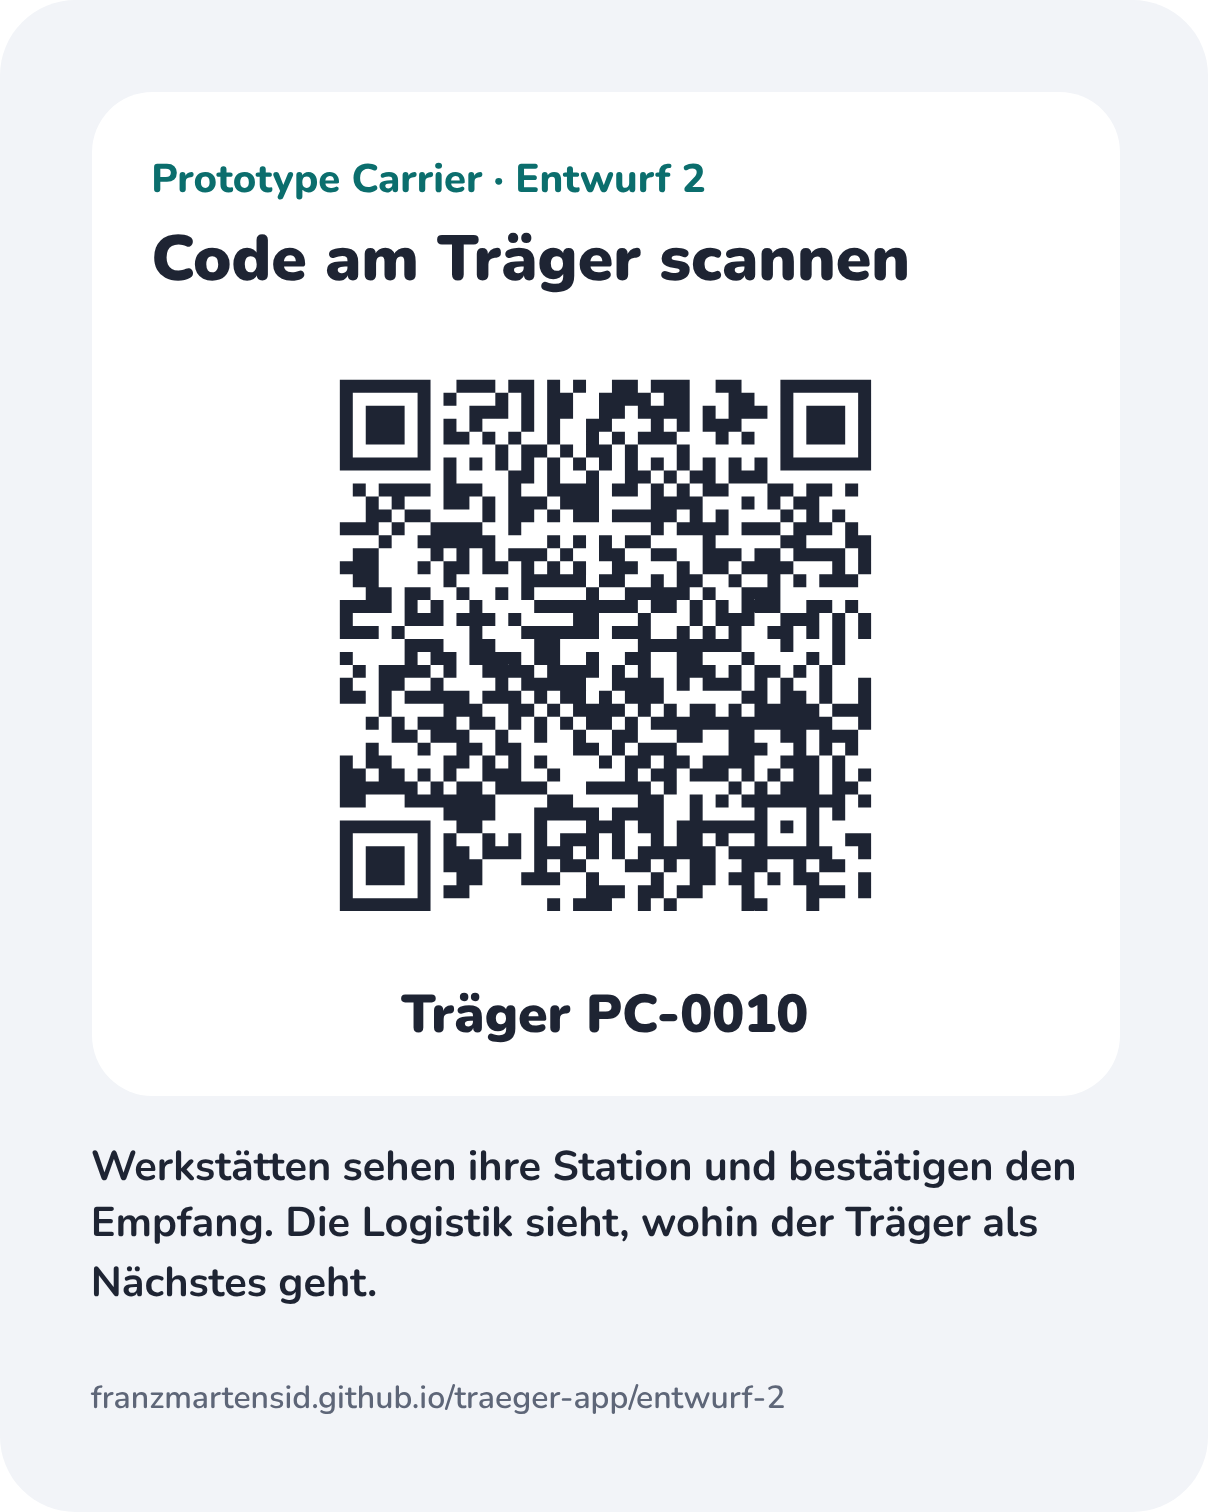 Prototype Carrier · Entwurf 2
Code am Träger scannen
Träger PC-0010
Werkstätten sehen ihre Station und bestätigen den
Empfang. Die Logistik sieht, wohin der Träger als
Nächstes geht.
franzmartensid.github.io/traeger-app/entwurf-2